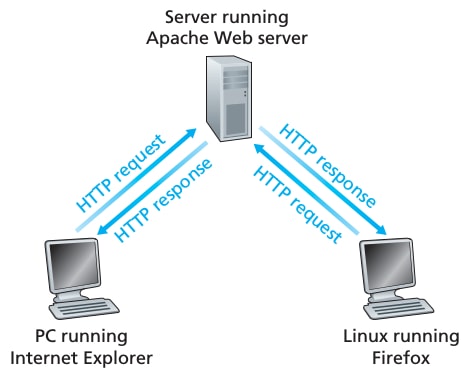 Server running
Apache Web server
HTTP request
HTTP response
HTTP response
HTTP request
PC running
Internet Explorer
Linux running
Firefox